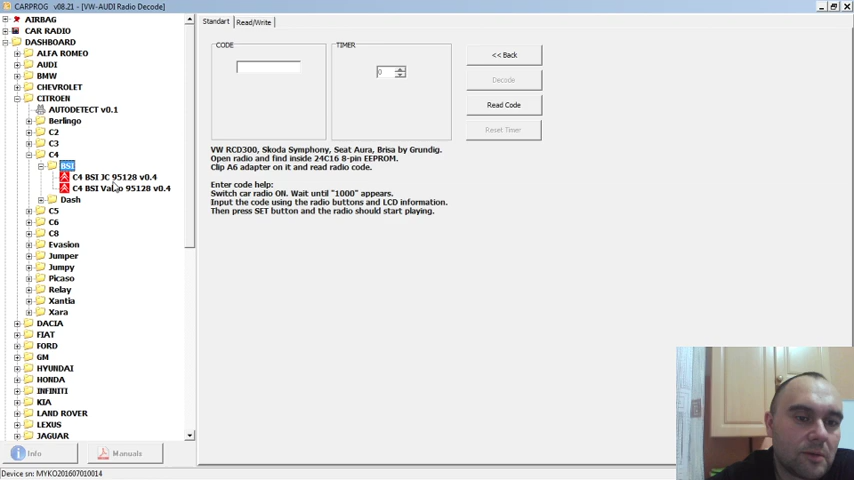 CARPROG v08.21 - [VW-AUDI Radio Decode]
AIRBAG
CAR RADIO
DASHBOARD
ALFA ROMEO
AUDI
BMW
CHEVROLET
CITROEN
AUTODETECT v0.1
Berlingo
C2
C3
C4
BSI
C4 BSI JC 95128 v0.4
C4 BSI 95128 v0.4
Dash
C5
C6
C8
Evasion
Jumper
Jumpy
Picaso
Relay
Xantia
Xara
DACIA
FIAT
FORD
GM
HYUNDAI
HONDA
INFINITI
KIA
LAND ROVER
LEXUS
JAGUAR
Info
Manuals
Device sn: MYKO201607010014
Standart
Read/Write
CODE
TIMER
0
<< Back
Decode
Read Code
Reset Timer
VW RCD300, Skoda Symphony, Seat Aura, Brisa by Grundig.
Open radio and find inside 24C16 8-pin EEPROM.
Clip A6 adapter on it and read radio code.
Enter code help:
Switch car radio ON. Wait until "1000" appears.
Input the code using the radio buttons and LCD information.
Then press SET button and the radio should start playing.